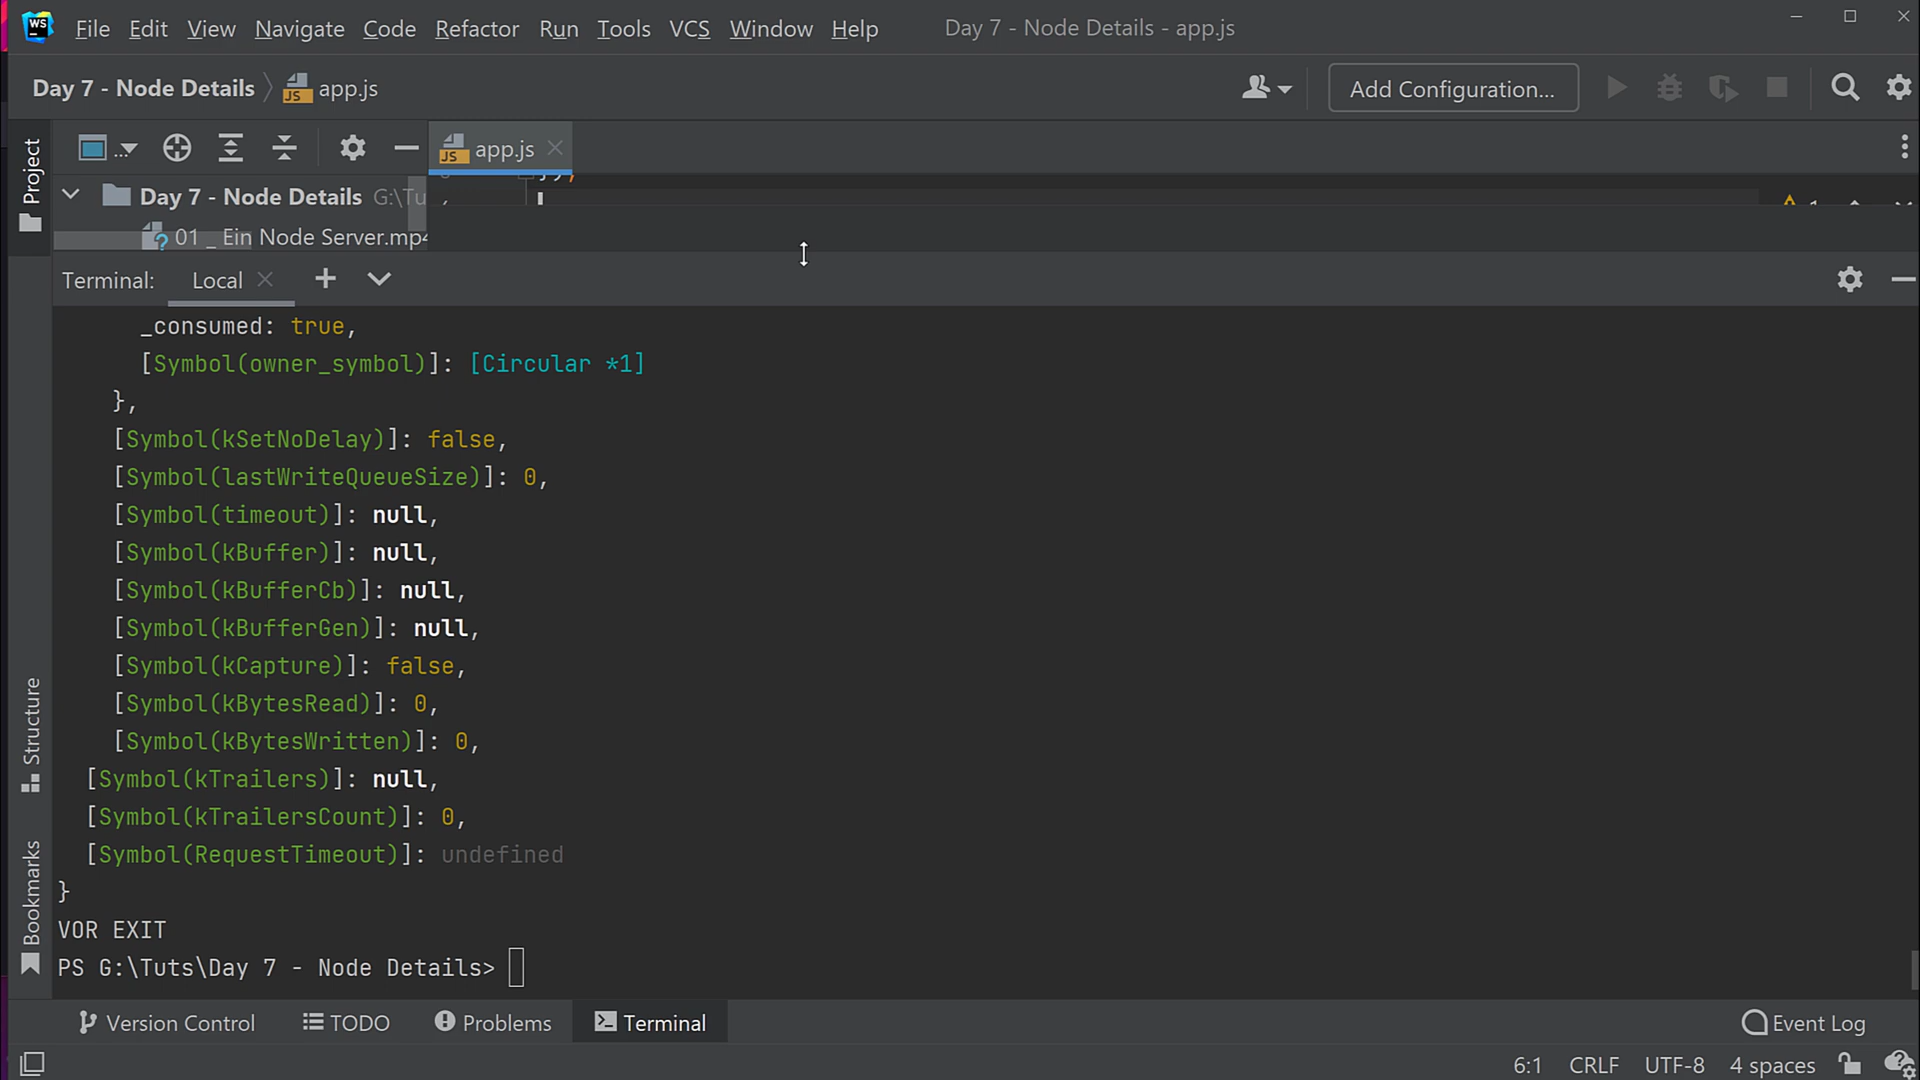 WS File Edit View Navigate Code Refactor Run Tools VCS Window Help Day 7 - Node Details - app.js
Day 7 - Node Details app.js Add Configuration...
Project
app.js
Day 7 - Node Details G:\Tu
01 _ Ein Node Server.mp4
Terminal: Local
_consumed: true,
[Symbol(owner_symbol)]: [Circular *1]
},
[Symbol(kSetNoDelay)]: false,
[Symbol(lastWriteQueueSize)]: 0,
[Symbol(timeout)]: null,
[Symbol(kBuffer)]: null,
[Symbol(kBufferCb)]: null,
[Symbol(kBufferGen)]: null,
[Symbol(kCapture)]: false,
[Symbol(kBytesRead)]: 0,
[Symbol(kBytesWritten)]: 0,
[Symbol(kTrailers)]: null,
[Symbol(kTrailersCount)]: 0,
[Symbol(RequestTimeout)]: undefined
}
VOR EXIT
PS G:\Tuts\Day 7 - Node Details>
Structure
Bookmarks
Version Control TODO Problems Terminal Event Log
6:1 CRLF UTF-8 4 spaces